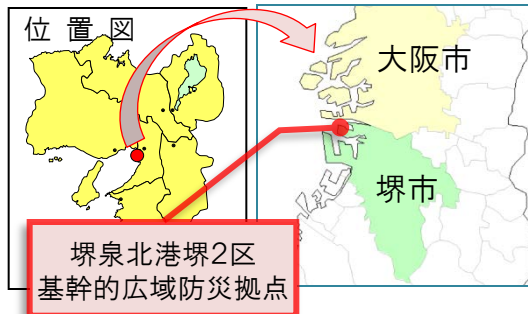 位置図
大阪市
堺市
堺泉北港堺2区
基幹的広域防災拠点